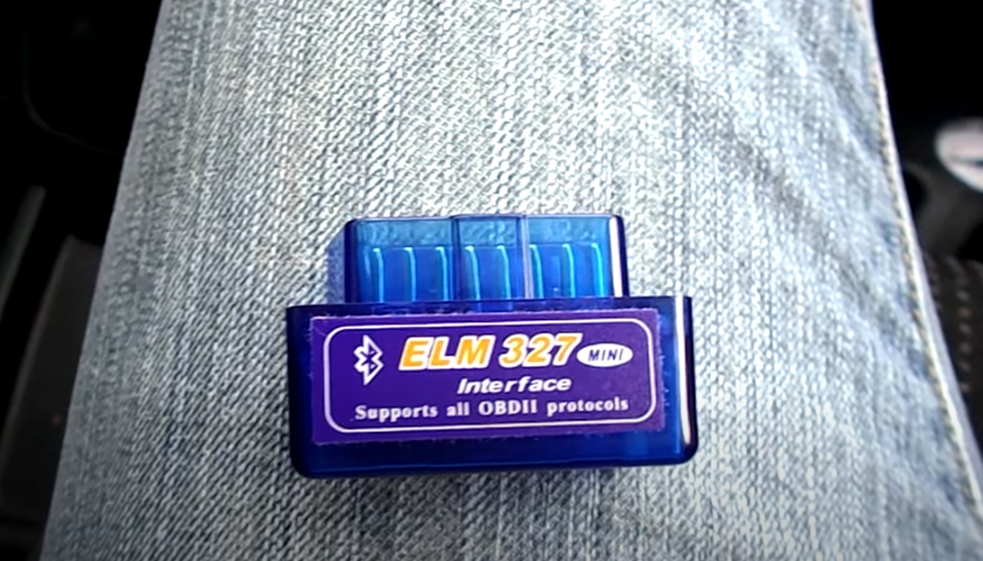 ELM 327 MINI
Interface
Supports all OBDII protocols